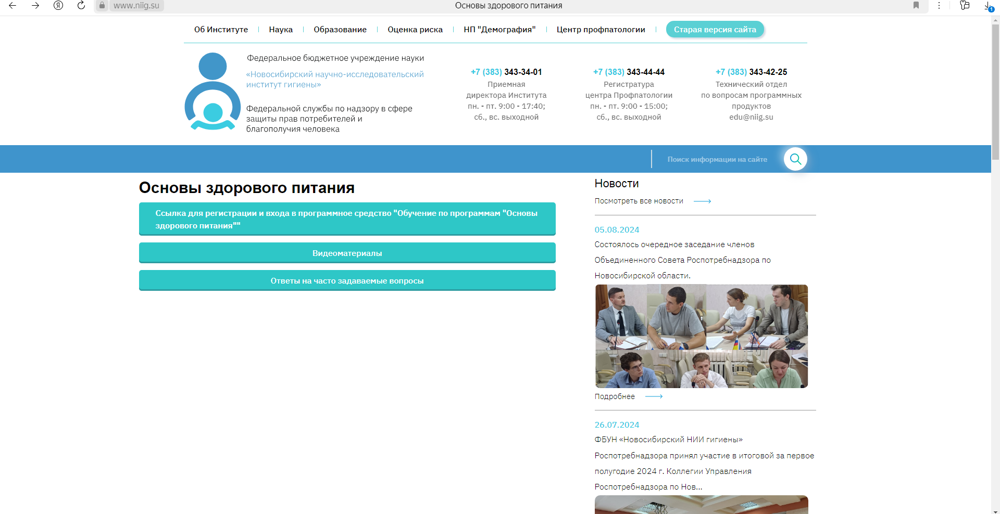 www.niig.su
Основы здорового питания
1
Об Институте
Наука
Образование
Оценка риска
НП "Демография"
Центр профпатологии
Старая версия сайта
Федеральное бюджетное учреждение науки
«Новосибирский научно-исследовательский
институт гигиены»
Федеральной службы по надзору в сфере
защиты прав потребителей и
благополучия человека
+7 (383) 343-34-01
Приемная
директора Института
пн. - пт. 9:00 - 17:40;
сб., вс. выходной
+7 (383) 343-44-44
Регистратура
центра Профпатологии
пн. - пт. 9:00 - 15:00;
сб., вс. выходной
+7 (383) 343-42-25
Технический отдел
по вопросам программных
продуктов
edu@niig.su
Поиск информации на сайте
Основы здорового питания
Ссылка для регистрации и входа в программное средство "Обучение по программам "Основы
здорового питания""
Видеоматериалы
Ответы на часто задаваемые вопросы
Новости
Посмотреть все новости
05.08.2024
Состоялось очередное заседание членов
Объединенного Совета Роспотребнадзора по
Новосибирской области.
Подробнее
26.07.2024
ФБУН «Новосибирский НИИ гигиены»
Роспотребнадзора принял участие в итоговой за первое
полугодие 2024 г. Коллегии Управления
Роспотребнадзора по Нов...